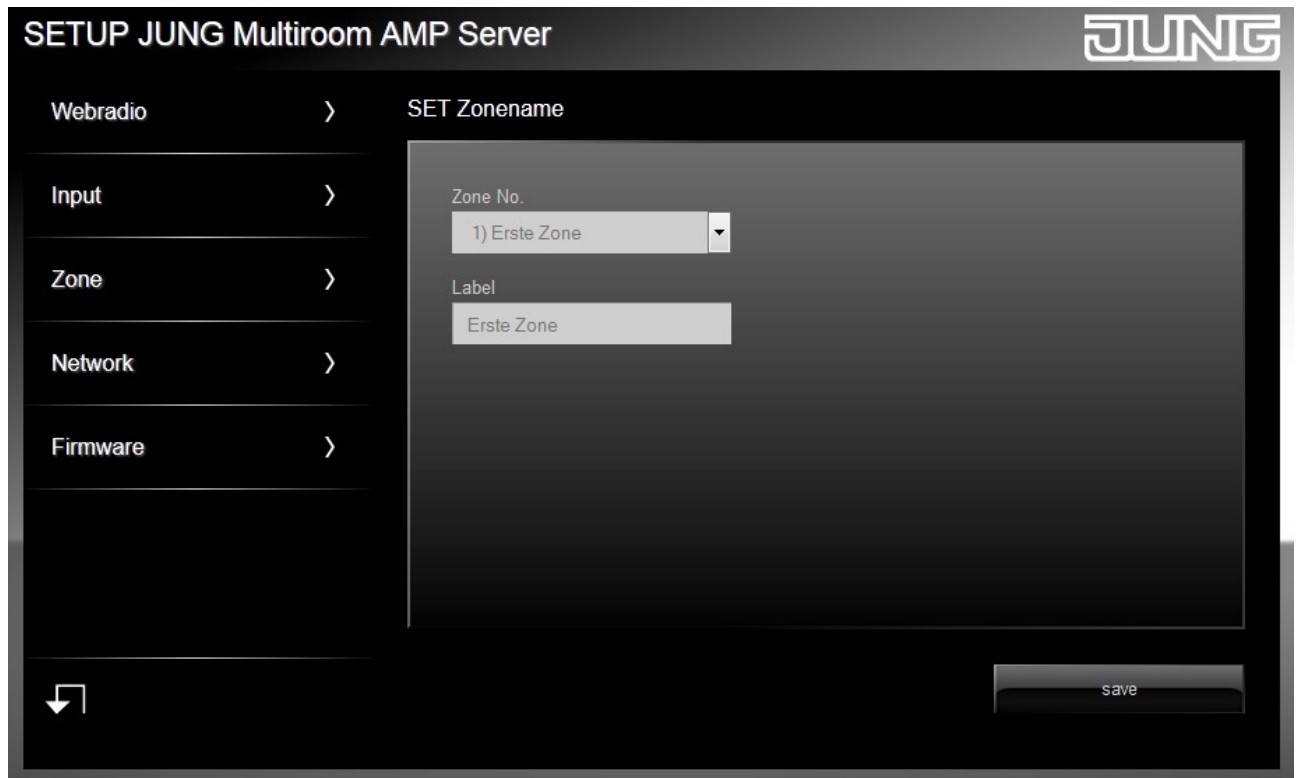 SETUP JUNG Multiroom AMP Server
JUNG
Webradio
Input
Zone
Network
Firmware
SET Zonename
Zone No.
1) Erste Zone
Label
Erste Zone
save